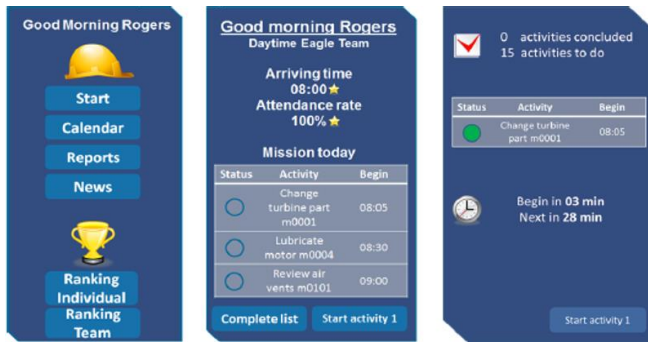 Good Morning Rogers
Start
Calendar
Reports
News
Ranking
Individual
Ranking
Team
Good morning Rogers
Daytime Eagle Team
Arriving time
08:00
Attendance rate
100%
Mission today
Status Activity Begin
Change
turbine part 08:05
m0001
Lubricate
motor m0004 08:30
Review air
vents m0101 09:00
Complete list Start activity 1
0 activities concluded
15 activities to do
Status Activity Begin
Change turbine
part m0001 08:05
Begin in 03 min
Next in 28 min
Start activity 1